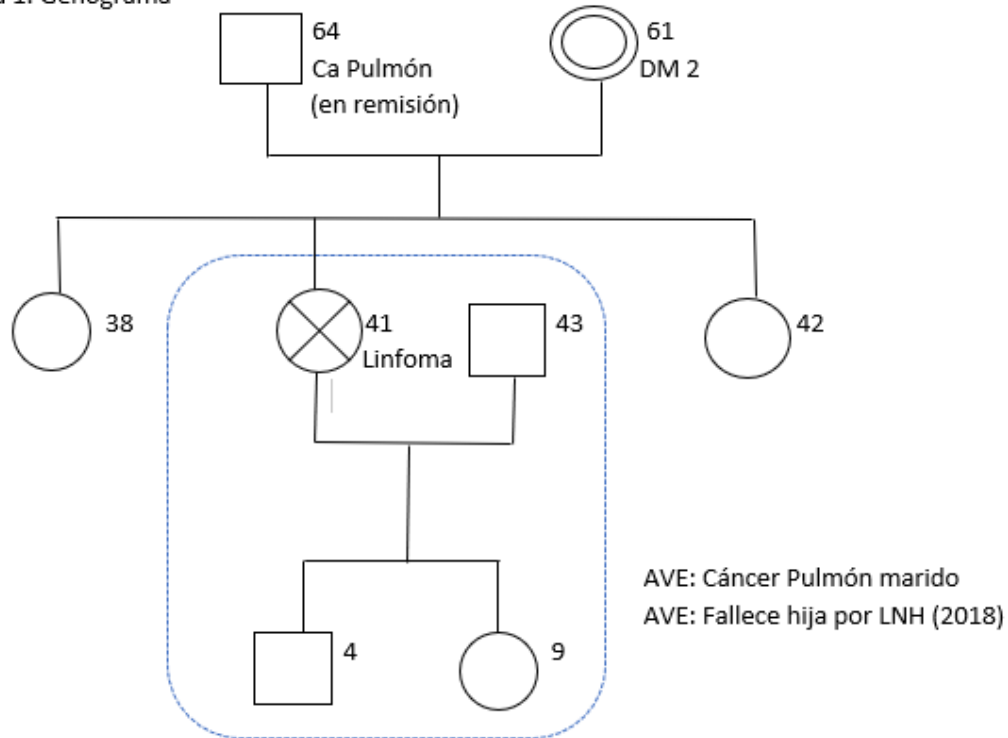 1. Genograma
64
Ca Pulmón
(en remisión)
61
DM 2
38
41
Linfoma
43
42
AVE: Cáncer Pulmón marido
AVE: Fallece hija por LNH (2018)
4
9